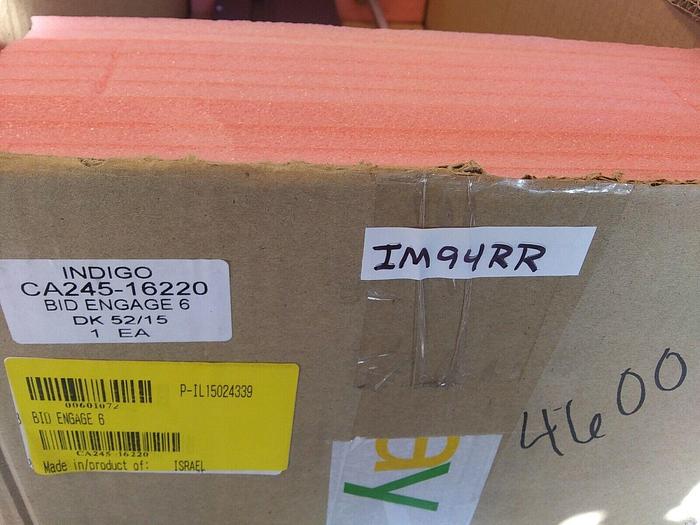 INDIGO
CA245-16220
BID ENGAGE 6
DK 52/15
1 EA
IM94RR
P-IL15024339
00601072
BID ENGAGE 6
CA245-16220
Made in/product of: ISRAEL
4600
ay